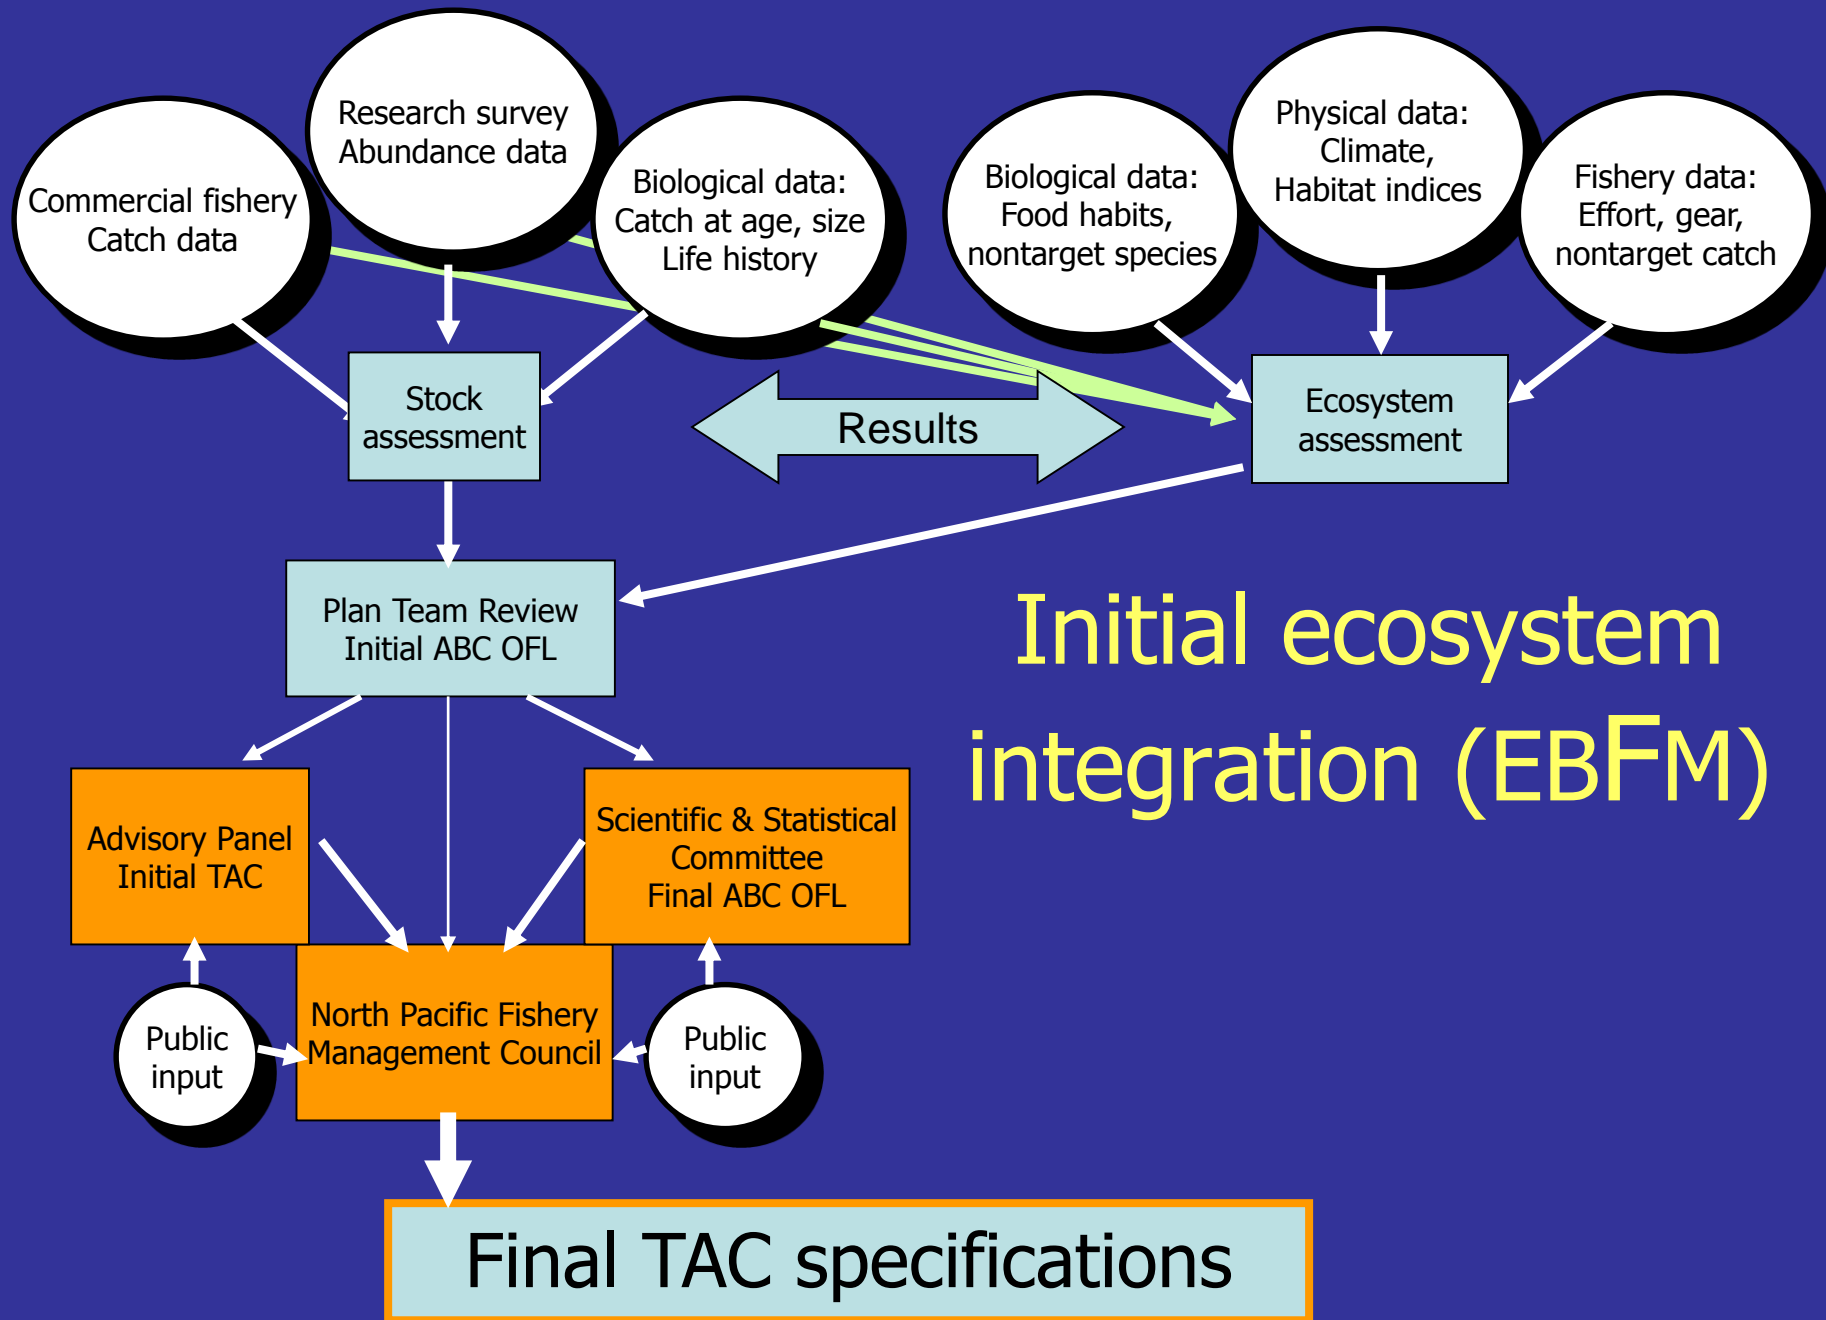 Research survey
Abundance data
Commercial fishery
Catch data
Biological data:
Catch at age, size
Life history
Biological data:
Food habits,
nontarget species
Physical data:
Climate,
Habitat indices
Fishery data:
Effort, gear,
nontarget catch
Stock
assessment
Results
Ecosystem
assessment
Plan Team Review
Initial ABC OFL
Initial ecosystem
integration (EBFM)
Advisory Panel
Initial TAC
Scientific & Statistical
Committee
Final ABC OFL
North Pacific Fishery
Management Council
Public
input
Public
input
Final TAC specifications